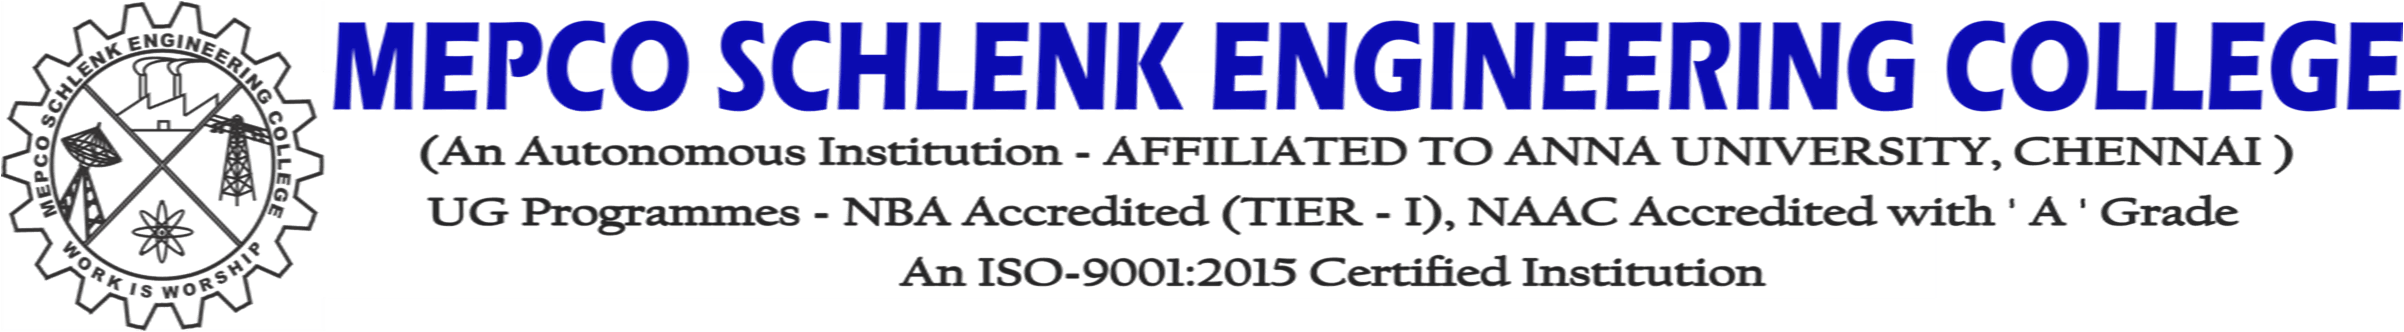 MEPCO SCHLENK ENGINEERING COLLEGE
WORK IS WORSHIP
MEPCO SCHLENK ENGINEERING COLLEGE
(An Autonomous Institution - AFFILIATED TO ANNA UNIVERSITY, CHENNAI )
UG Programmes - NBA Accredited (TIER - I), NAAC Accredited with ' A ' Grade
An ISO-9001:2015 Certified Institution